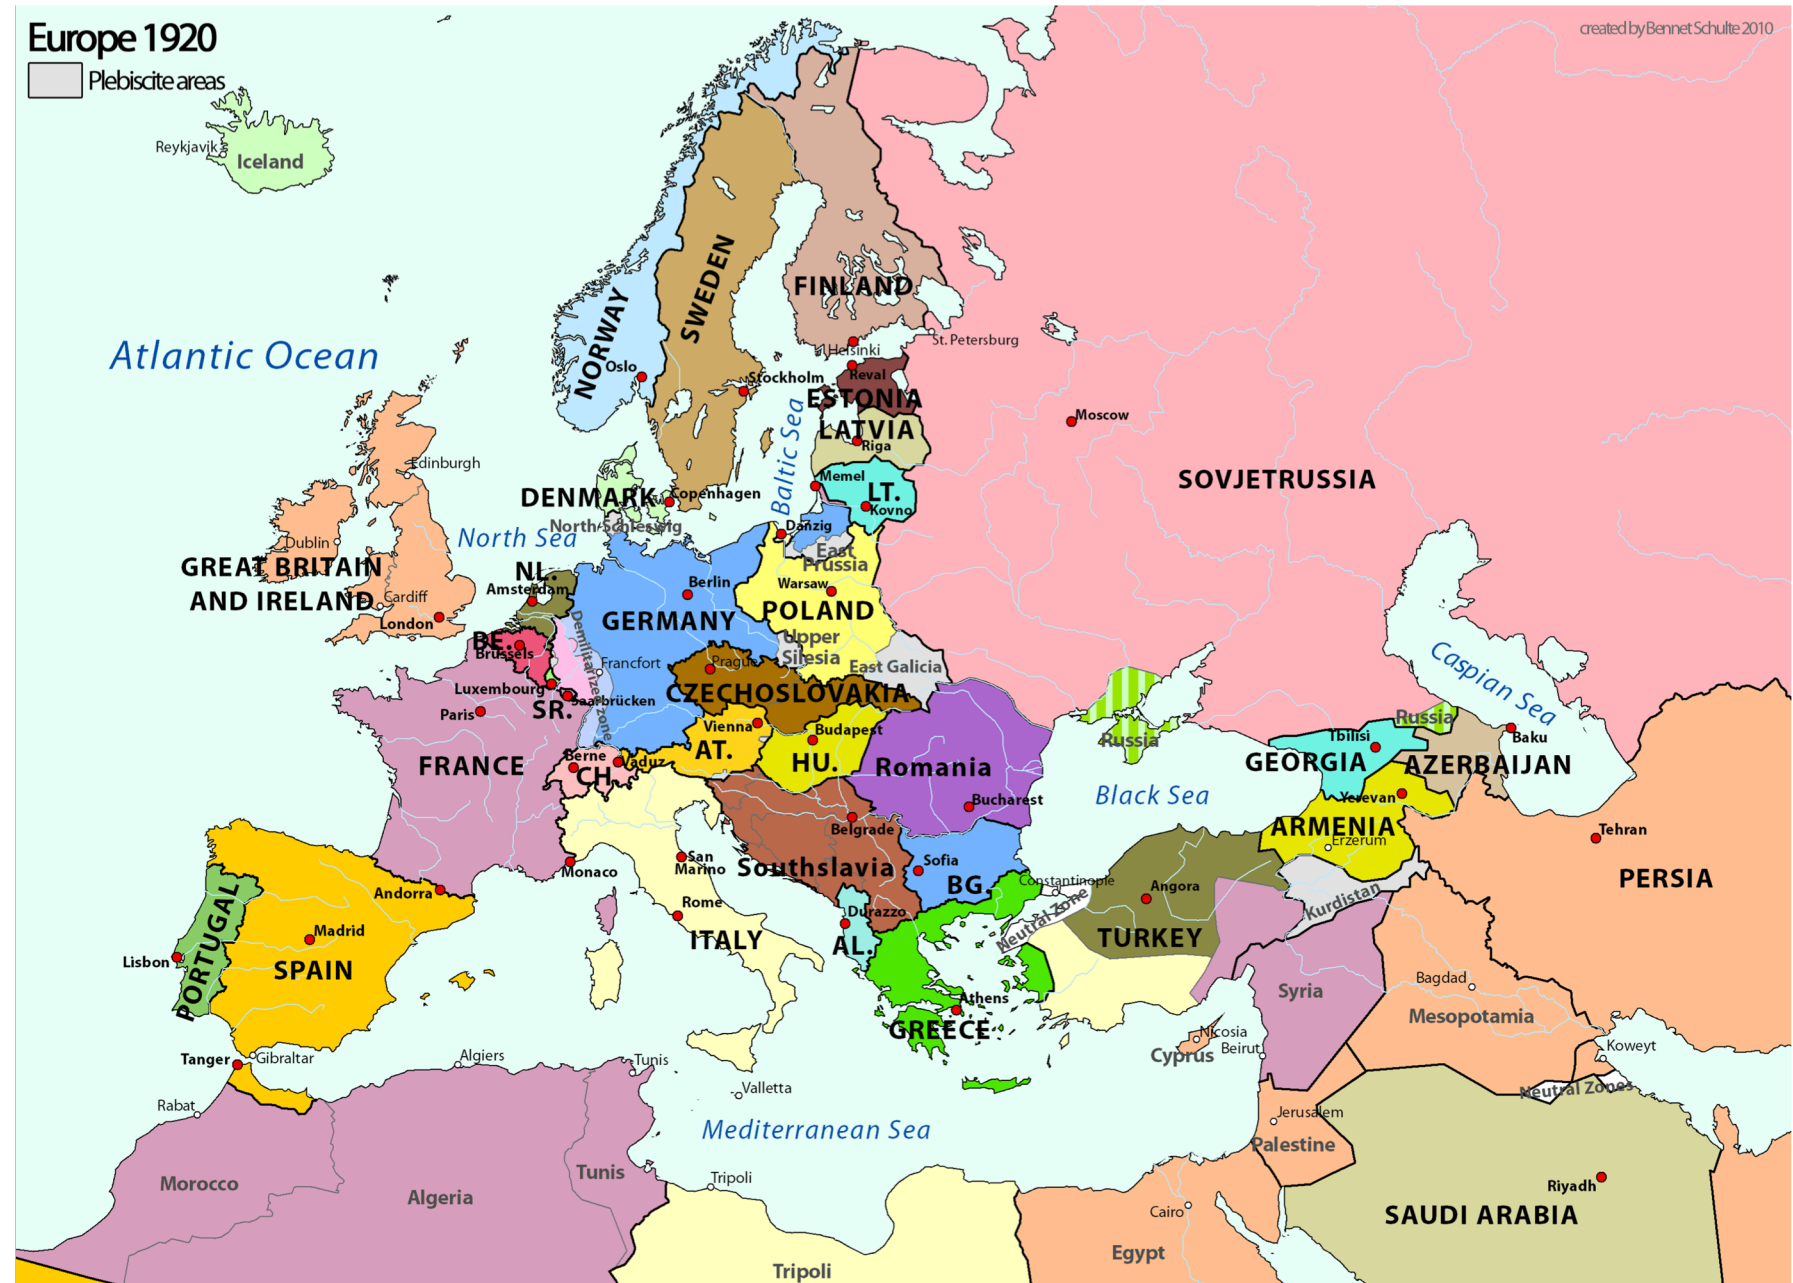 Europe 1920
Plebiscite areas
created by Bennet Schulte 2010
Reykjavik
Iceland
Atlantic Ocean
NORWAY
Oslo
SWEDEN
Stockholm
FINLAND
Helsinki
St. Petersburg
Reval
ESTONIA
LATVIA
Riga
Baltic Sea
Memel
LT.
Kovno
Moscow
SOVJETRUSSIA
Edinburgh
DENMARK
Copenhagen
North Schleswig
North Sea
Danzig
East
Prussia
Dublin
GREAT BRITAIN
AND IRELAND
Cardiff
London
NL.
Amsterdam
Berlin
GERMANY
Warsaw
POLAND
BE.
Brussels
Demilitarized zone
Francfort
Upper
Silesia
East Galicia
Prague
CZECHOSLOVAKIA
Luxembourg
Saarbrücken
SR.
Paris
FRANCE
Vienna
AT.
Budapest
HU.
Berne
CH.
Vaduz
Romania
Bucharest
Russia
Russia
Caspian Sea
Tbilisi
GEORGIA
Baku
AZERBAIJAN
Black Sea
Yerevan
ARMENIA
Erzerum
Tehran
PERSIA
Belgrade
Southslavia
San
Marino
Monaco
Sofia
BG.
Constantinople
Neutral Zone
Angora
TURKEY
Kurdistan
Andorra
PORTUGAL
Lisbon
Madrid
SPAIN
Rome
ITALY
Durazzo
AL.
Athens
GREECE
Syria
Bagdad
Mesopotamia
Nicosia
Cyprus
Beirut
Koweyt
Neutral Zones
Tanger
Gibraltar
Algiers
Tunis
Valletta
Rabat
Mediterranean Sea
Jerusalem
Palestine
Morocco
Algeria
Tunis
Tripoli
Tripoli
Cairo
Egypt
Riyadh
SAUDI ARABIA